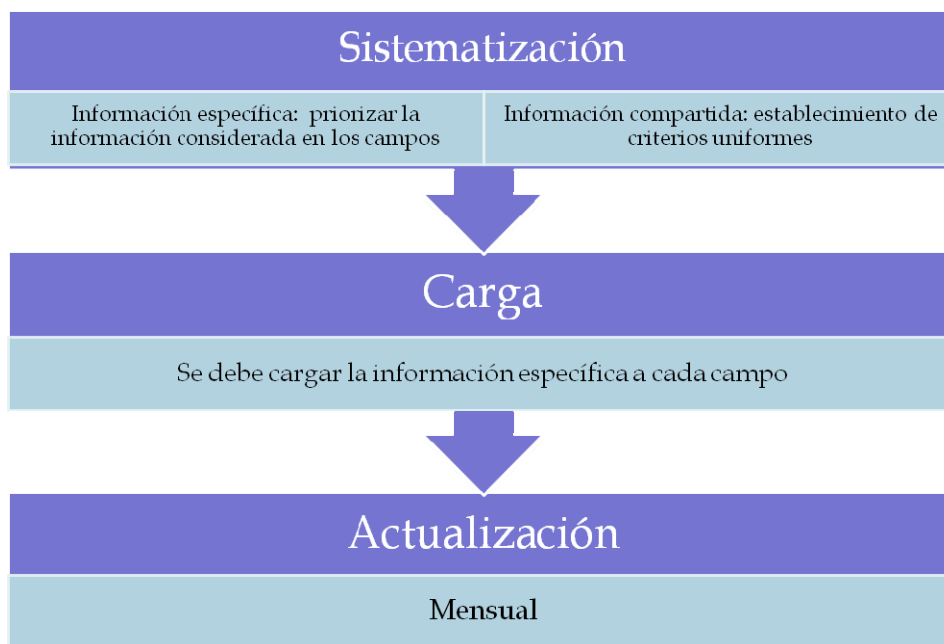 Sistematización
Información específica: priorizar la
información considerada en los campos
Información compartida: establecimiento de
criterios uniformes
Carga
Se debe cargar la información específica a cada campo
Actualización
Mensual